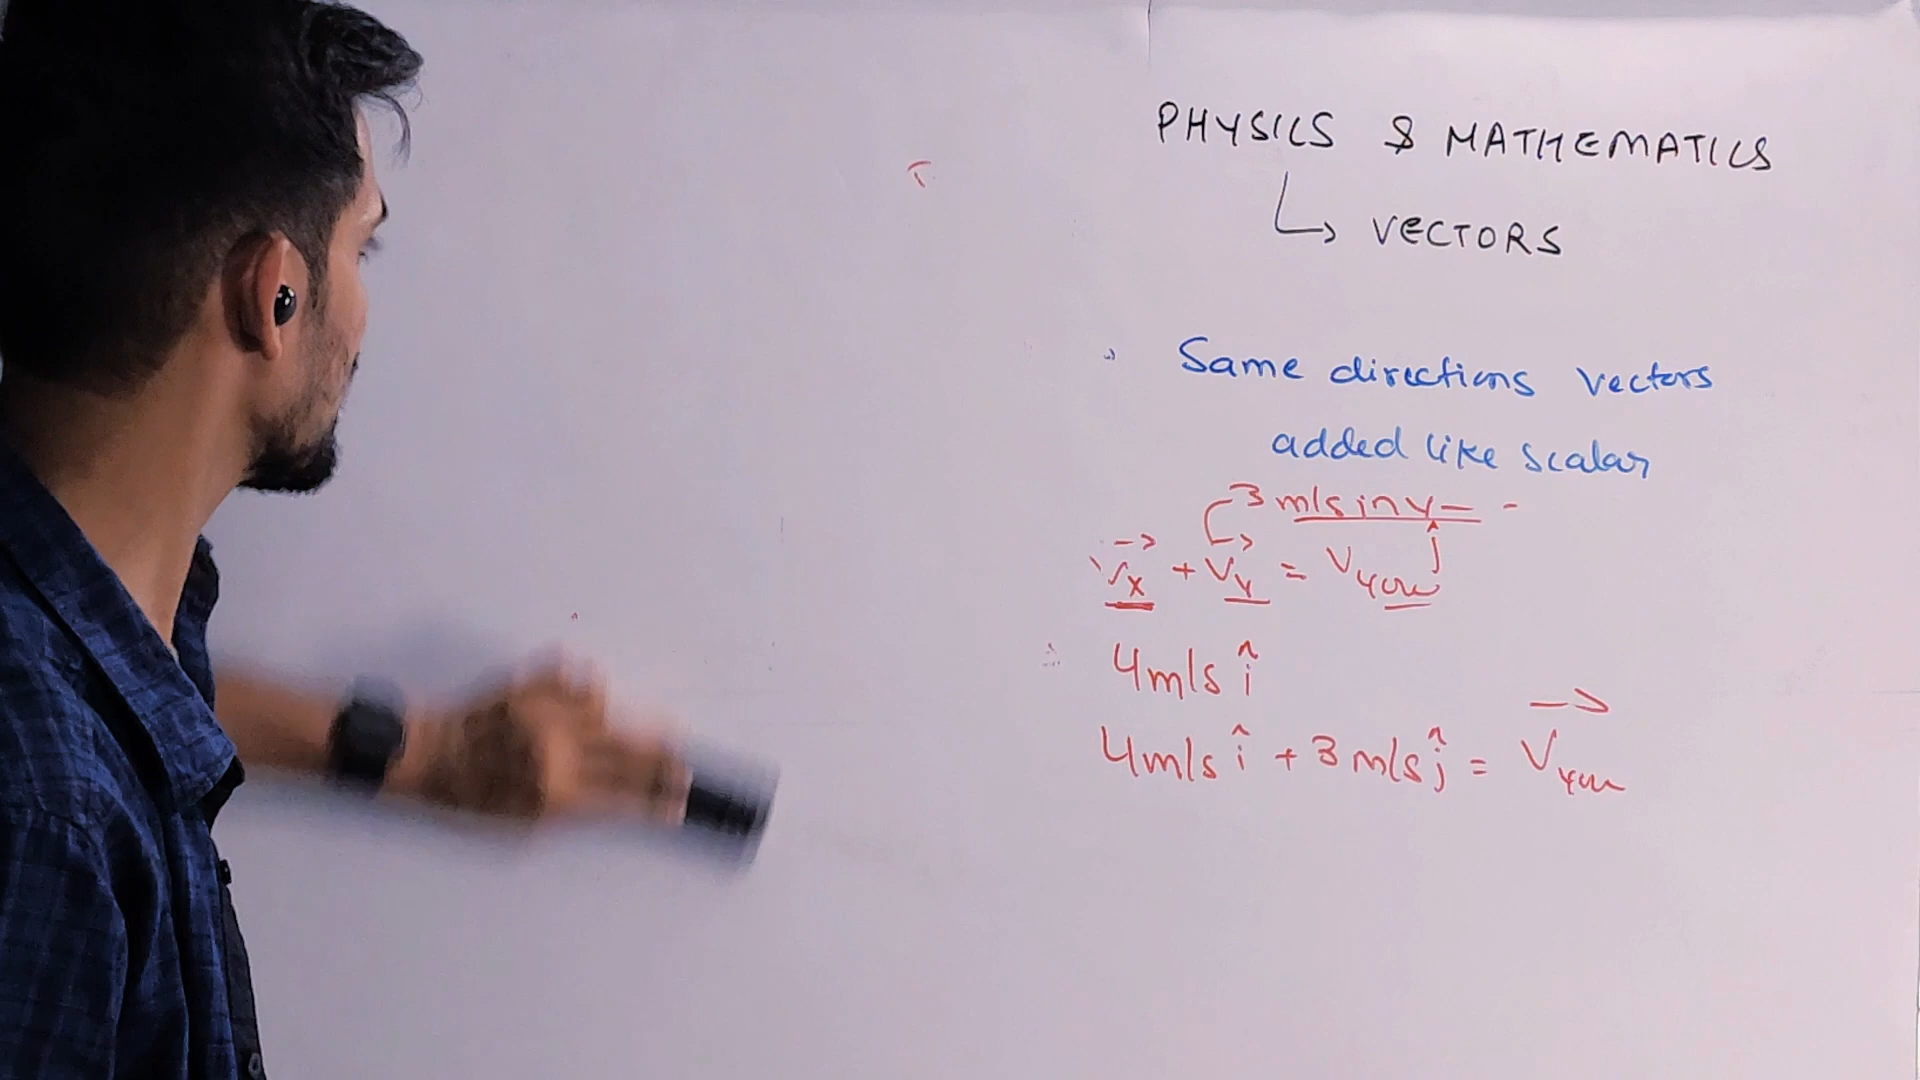 PHYSICS & MATHEMATICS
↳ VECTORS
Same directions vectors
added like scalar
3 m/s in y - -
ĵ
Vx + Vy = Vyou
4m/s î
4m/s î + 3 m/s ĵ = Vyou